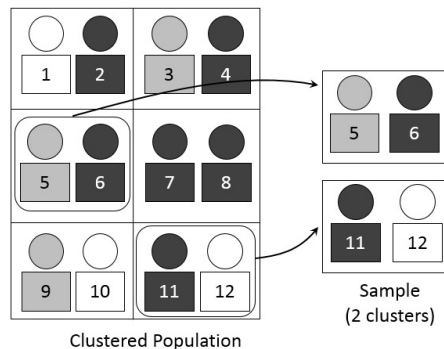 1 2 3 4
5 6 7 8
9 10 11 12
Clustered Population
5 6
11 12
Sample
(2 clusters)